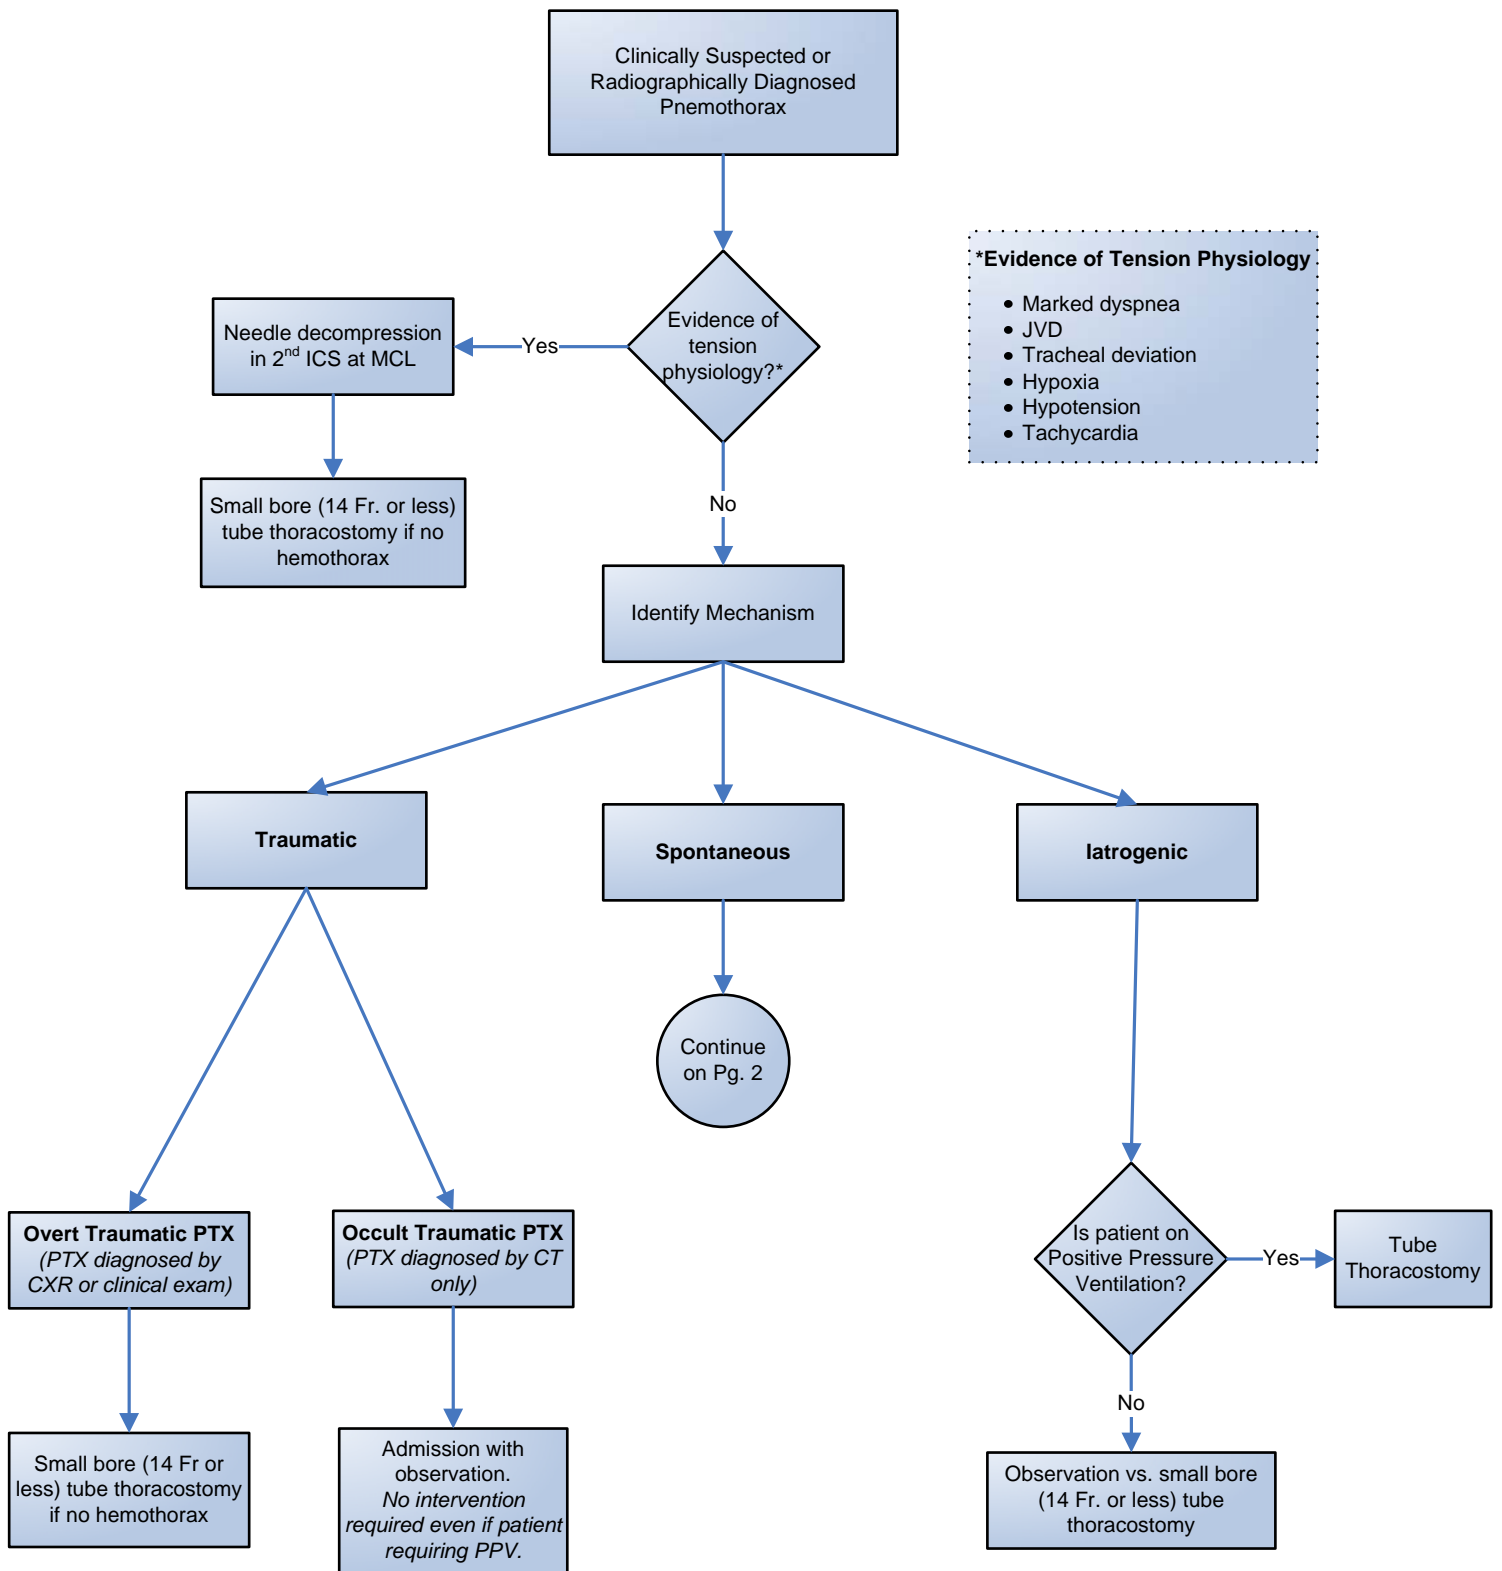 Clinically Suspected or
Radiographically Diagnosed
Pnemothorax
*Evidence of Tension Physiology
• Marked dyspnea
• JVD
• Tracheal deviation
• Hypoxia
• Hypotension
• Tachycardia
Evidence of
tension
physiology?*
Yes
Needle decompression
in 2nd ICS at MCL
Small bore (14 Fr. or less)
tube thoracostomy if no
hemothorax
No
Identify Mechanism
Traumatic
Spontaneous
Iatrogenic
Continue
on Pg. 2
Overt Traumatic PTX
(PTX diagnosed by
CXR or clinical exam)
Occult Traumatic PTX
(PTX diagnosed by CT
only)
Is patient on
Positive Pressure
Ventilation?
Yes
Tube
Thoracostomy
No
Small bore (14 Fr or
less) tube thoracostomy
if no hemothorax
Admission with
observation.
No intervention
required even if patient
requiring PPV.
Observation vs. small bore
(14 Fr. or less) tube
thoracostomy